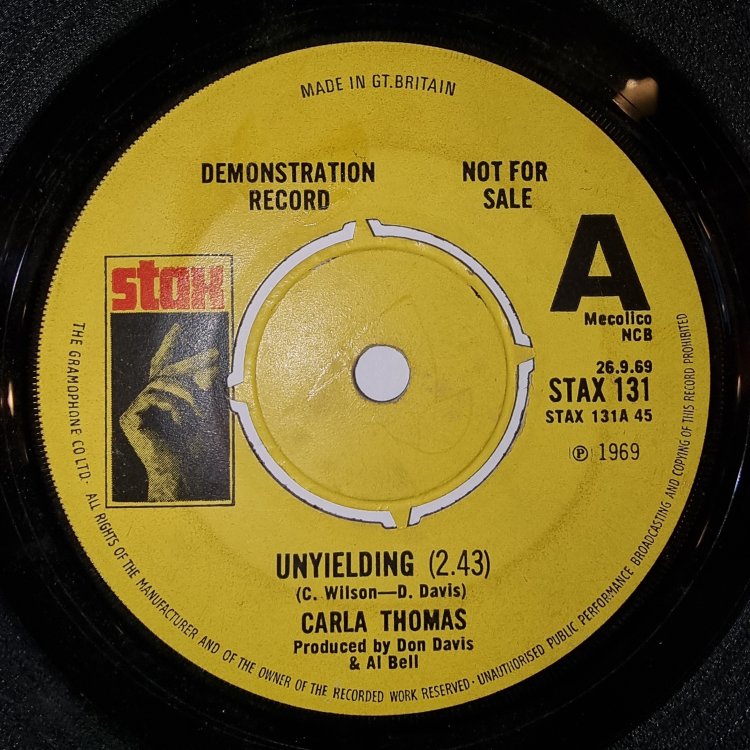 MADE IN GT.BRITAIN
DEMONSTRATION
RECORD
NOT FOR
SALE
stax
A
Mecolico
NCB
26.9.69
STAX 131
STAX 131A 45
℗ 1969
UNYIELDING (2.43)
(C. Wilson—D. Davis)
CARLA THOMAS
Produced by Don Davis
& Al Bell
THE GRAMOPHONE CO LTD· ALL RIGHTS OF THE MANUFACTURER AND OF THE OWNER OF THE RECORDED WORK RESERVED· UNAUTHORISED PUBLIC PERFORMANCE BROADCASTING AND COPYING OF THIS RECORD PROHIBITED